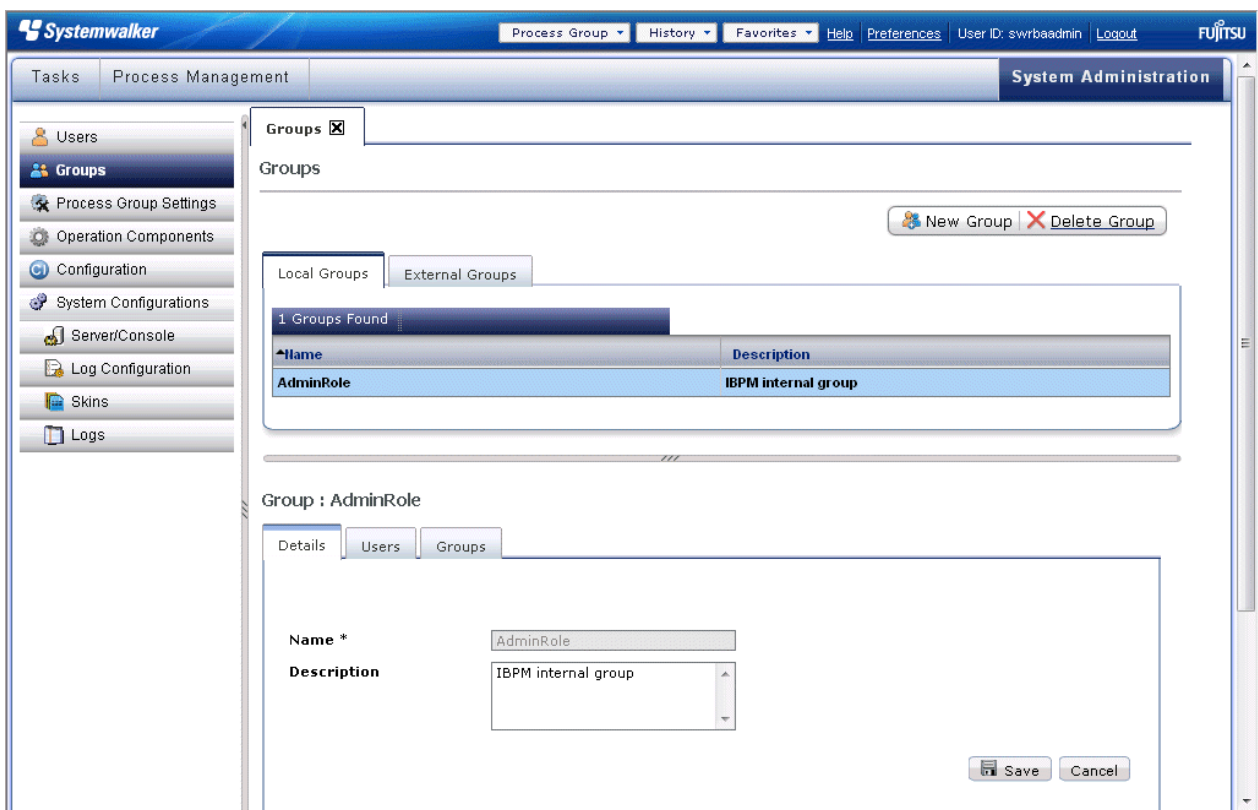 Systemwalker
Process Group History Favorites Help Preferences User ID: swrbaadmin Logout FUJITSU
Tasks Process Management System Administration
Users
Groups
Process Group Settings
Operation Components
Configuration
System Configurations
Server/Console
Log Configuration
Skins
Logs
Groups
Groups
New Group Delete Group
Local Groups External Groups
1 Groups Found
Name Description
AdminRole IBPM internal group
Group : AdminRole
Details Users Groups
Name * AdminRole
Description IBPM internal group
Save Cancel